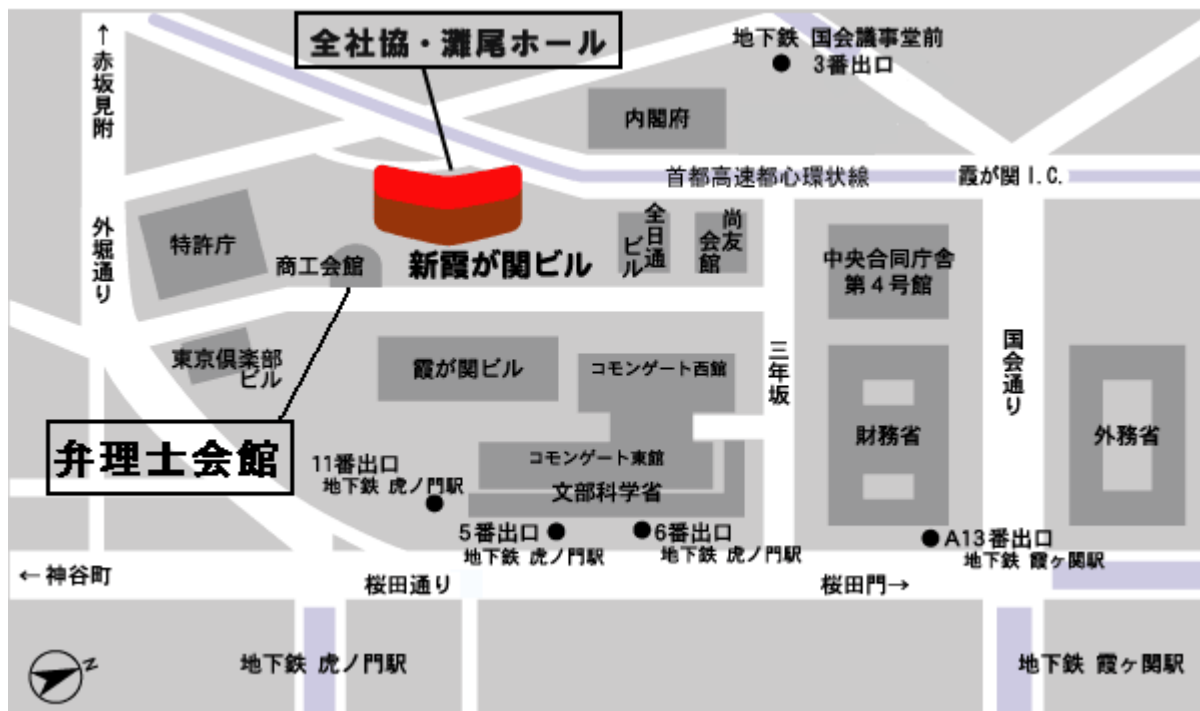 全社協・灘尾ホール
地下鉄 国会議事堂前
3番出口
↑赤坂見附
内閣府
首都高速都心環状線
霞が関 I.C.
外堀通り
特許庁
商工会館
新霞が関ビル
全日通
ビル
尚友
会館
中央合同庁舎
第4号館
東京倶楽部
ビル
霞が関ビル
コモンゲート西館
三年坂
国会通り
弁理士会館
11番出口
地下鉄 虎ノ門駅
コモンゲート東館
文部科学省
財務省
外務省
5番出口
地下鉄 虎ノ門駅
6番出口
地下鉄 虎ノ門駅
A13番出口
地下鉄 霞ヶ関駅
←神谷町
桜田通り
桜田門→
地下鉄 虎ノ門駅
地下鉄 霞ヶ関駅
N